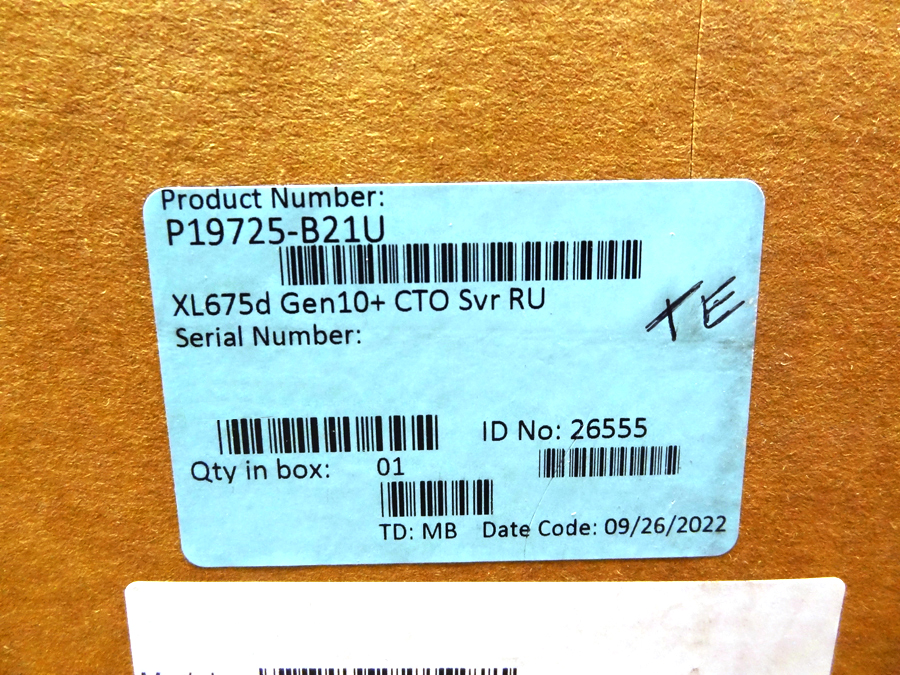 Product Number:
P19725-B21U
XL675d Gen10+ CTO Svr RU
TE
Serial Number:
ID No: 26555
Qty in box: 01
TD: MB Date Code: 09/26/2022